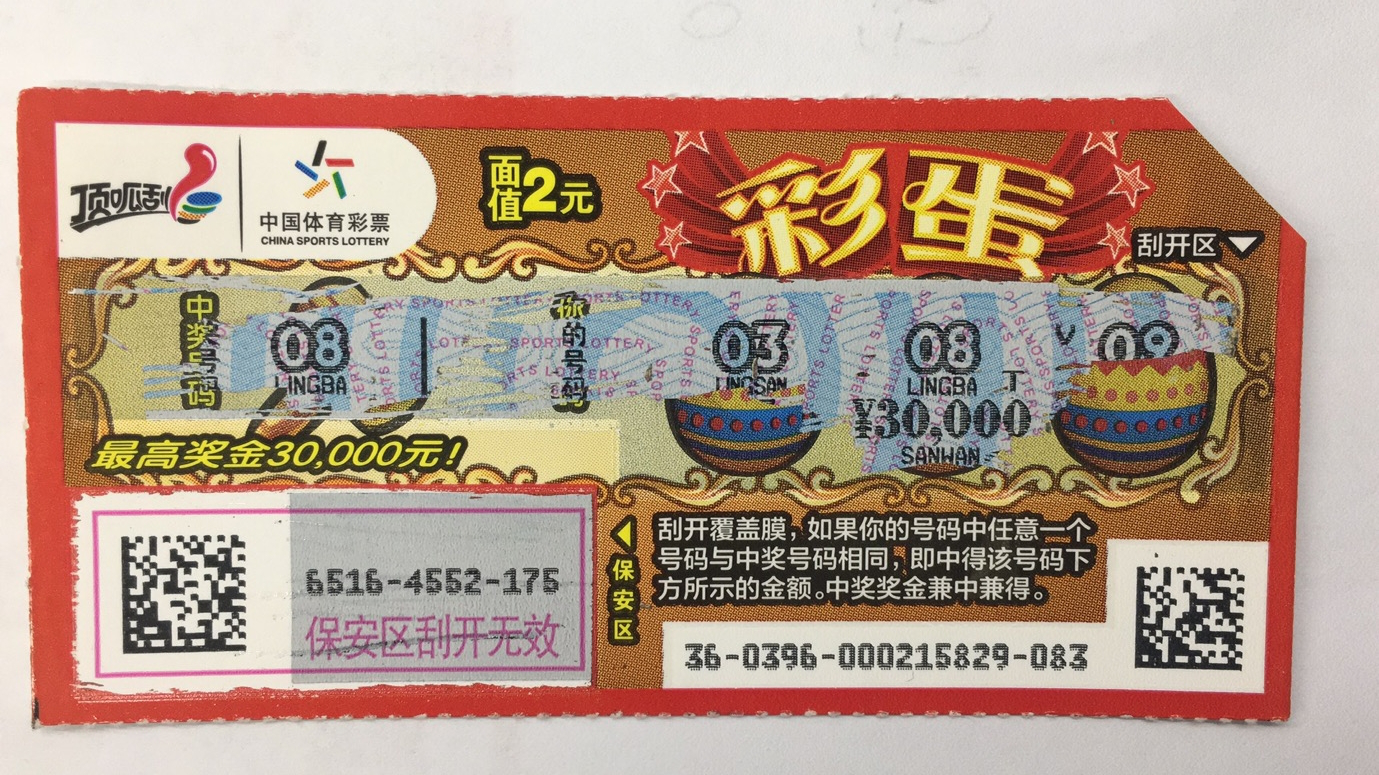 顶呱刮
中国体育彩票
CHINA SPORTS LOTTERY
面值2元
彩蛋
刮开区
中奖号码
08
LINGBA
你的号码
03
LINGSAN
08
LINGBA
¥30,000
SANWAN
09
最高奖金30,000元!
6516-4552-175
保安区刮开无效
保安区
刮开覆盖膜，如果你的号码中任意一个
号码与中奖号码相同，即中得该号码下
方所示的金额。中奖奖金兼中兼得。
36-0396-000215829-083